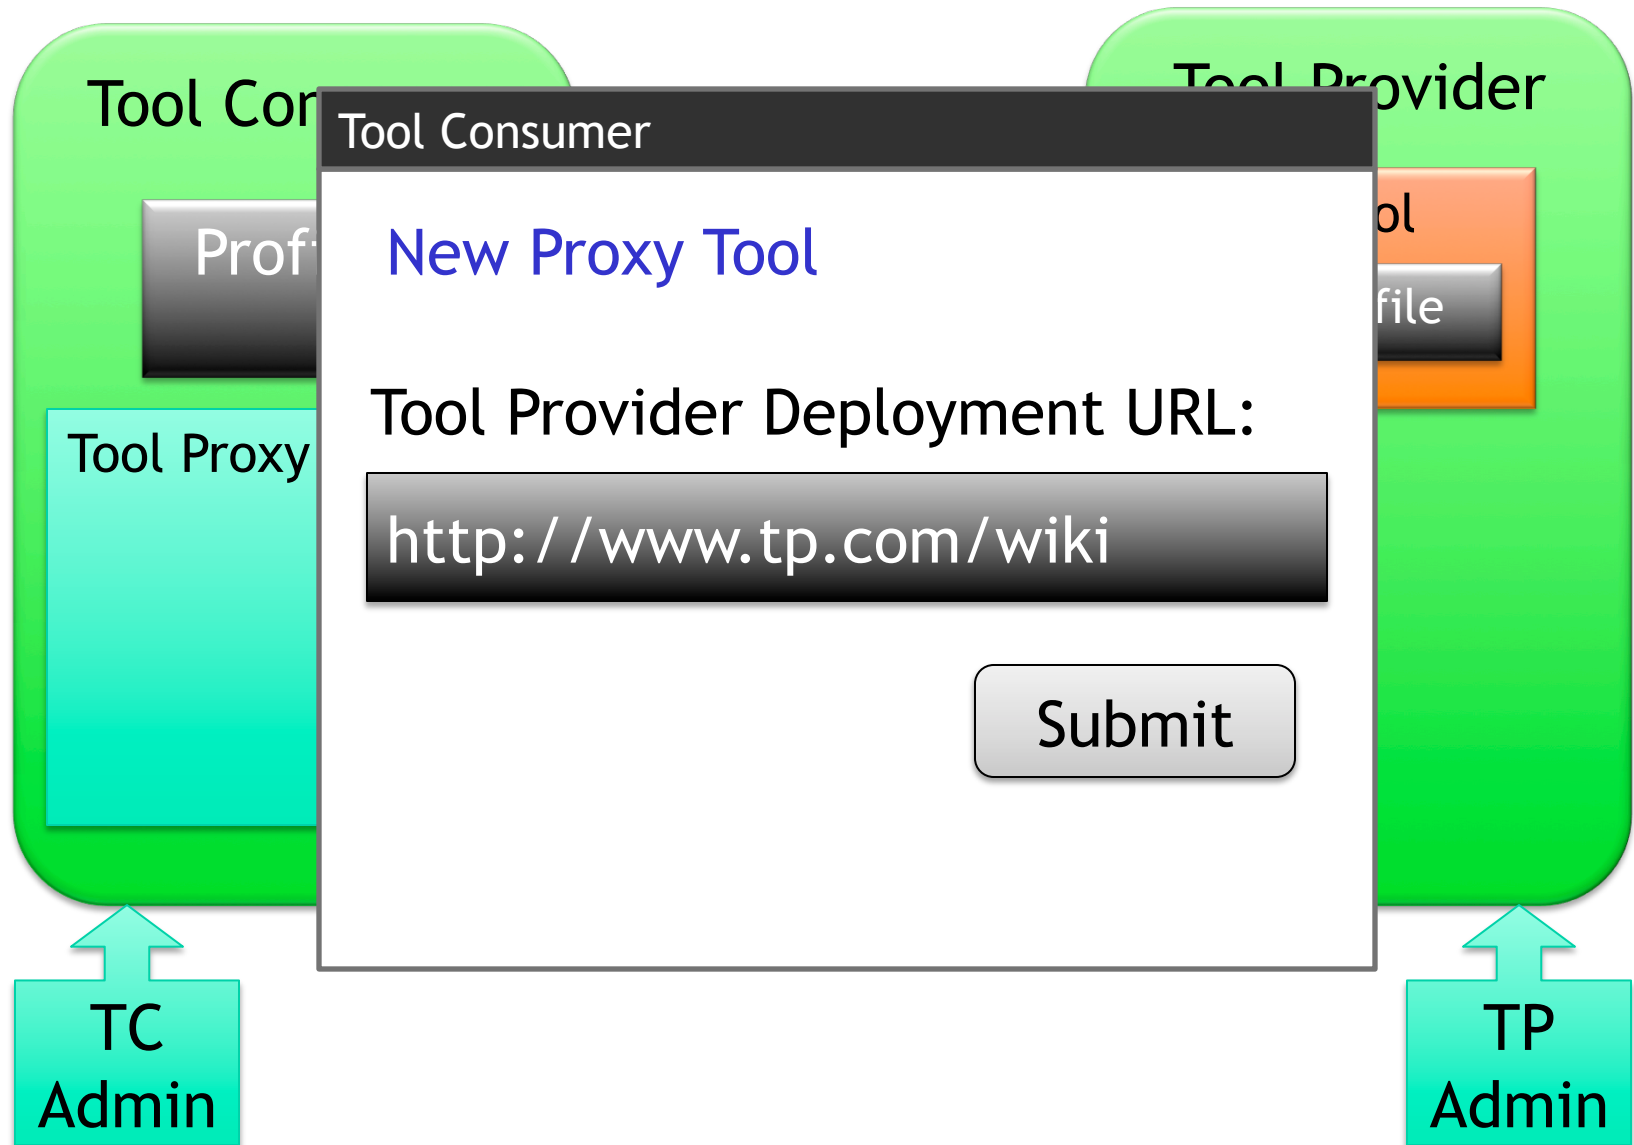 Tool Con
Tool Provider
Tool Consumer
Prof
ol
New Proxy Tool
file
Tool Provider Deployment URL:
Tool Proxy
http://www.tp.com/wiki
Submit
TC
Admin
TP
Admin